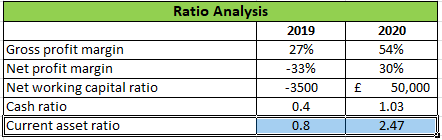 Ratio Analysis
2019 2020
Gross profit margin 27% 54%
Net profit margin -33% 30%
Net working capital ratio -3500 £ 50,000
Cash ratio 0.4 1.03
Current asset ratio 0.8 2.47